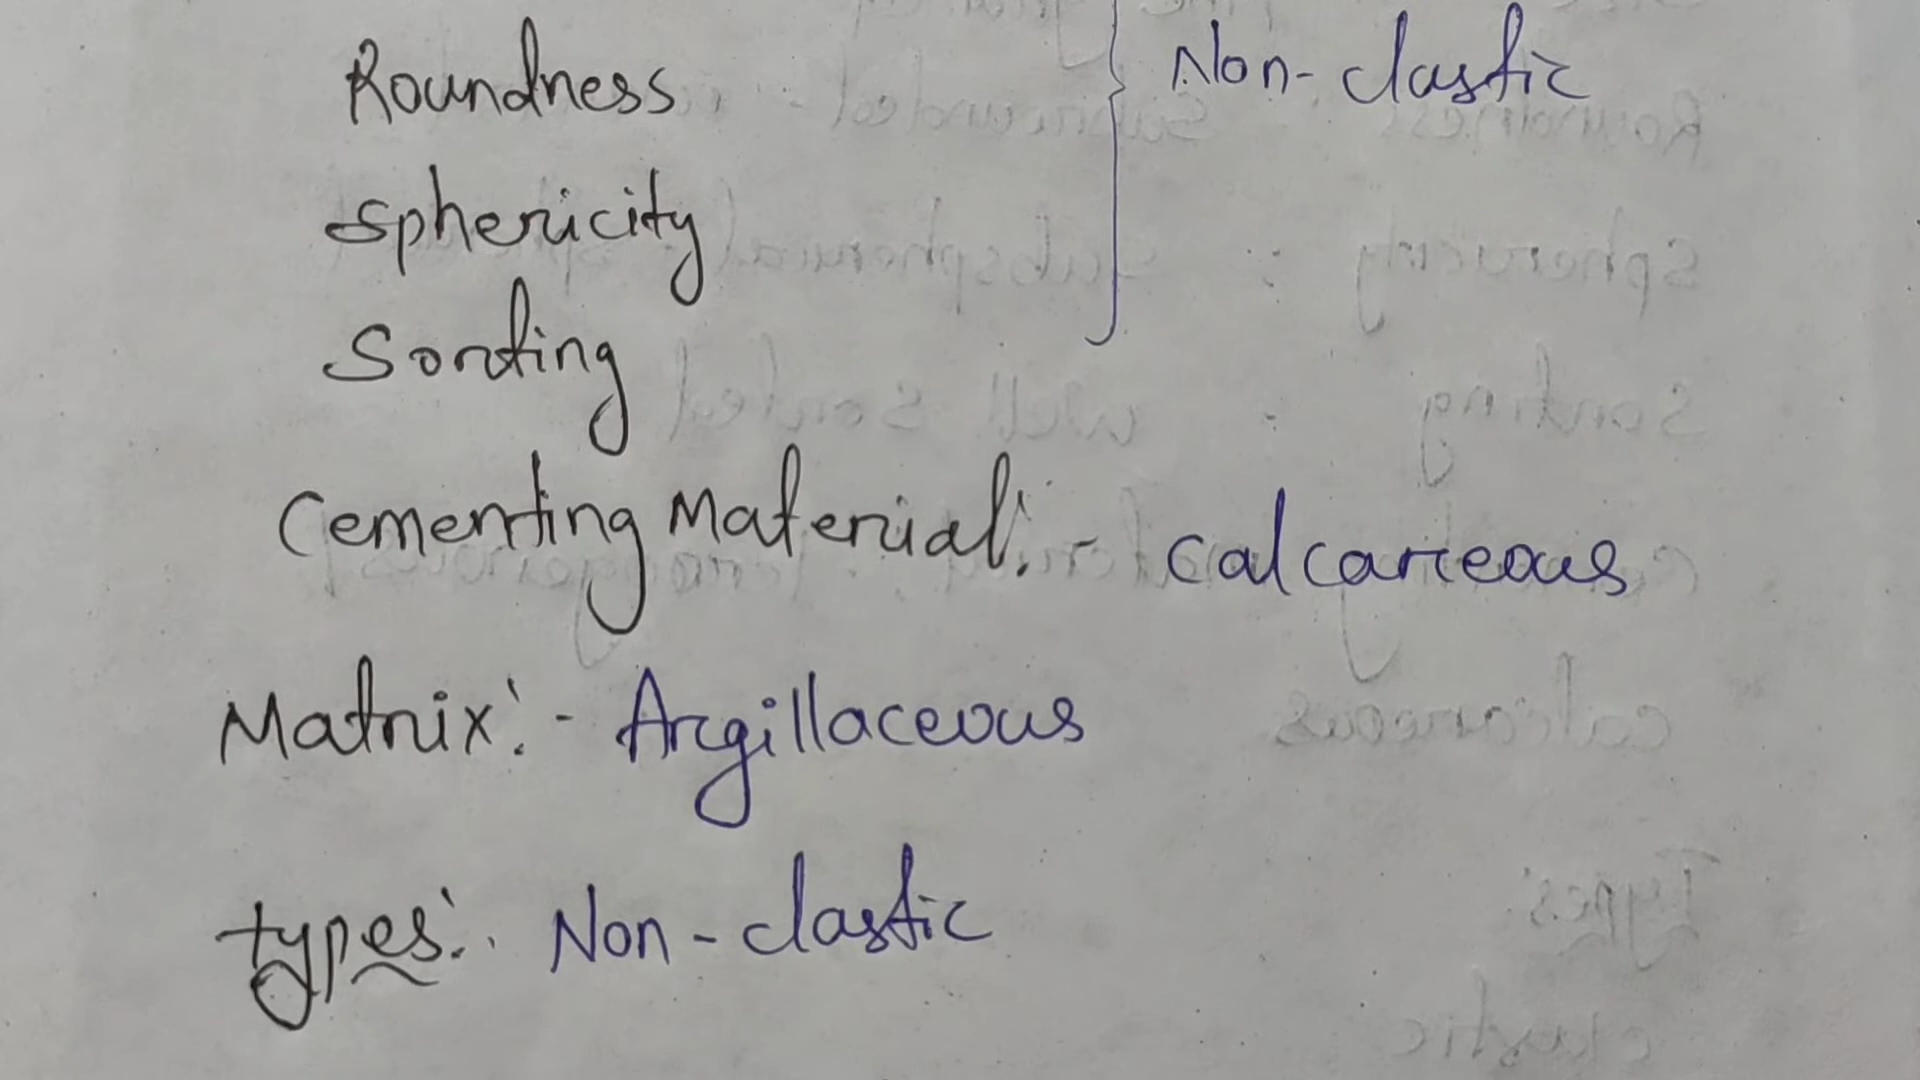 Roundness } Non-clastic
Sphericity
Sorting
Cementing Material:- calcareous
Matrix:- Argillaceous
types:. Non-clastic